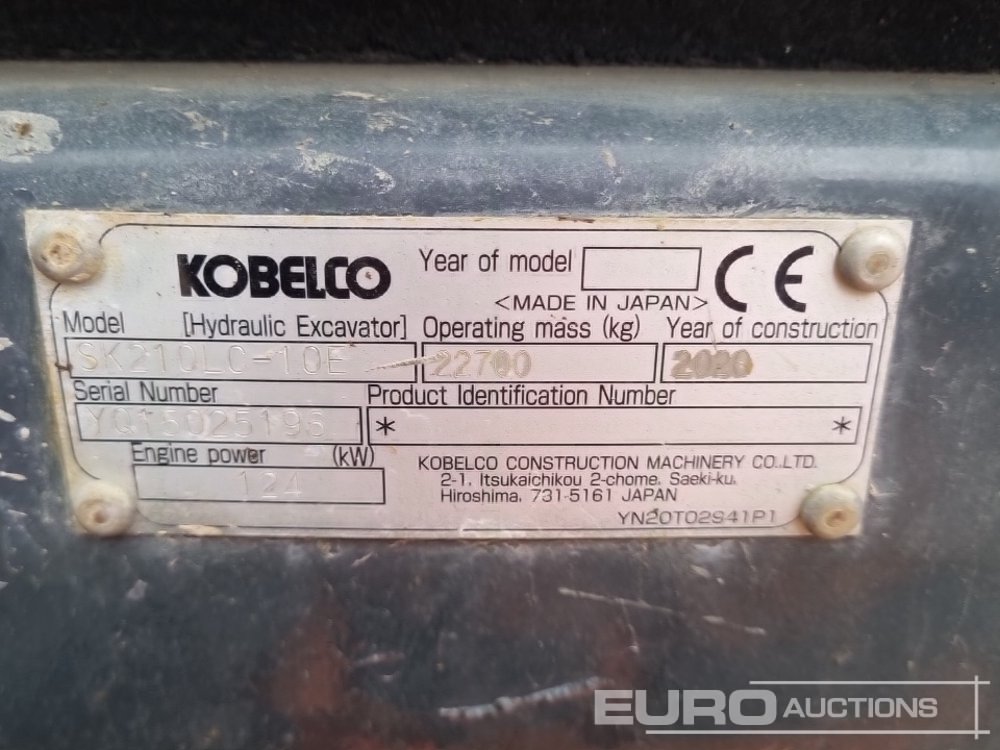 KOBELCO
Year of model
CE
<MADE IN JAPAN>
Model [Hydraulic Excavator] Operating mass (kg) Year of construction
SK210LC-10E 22700 2020
Serial Number Product Identification Number
YQ15025196 * *
Engine power (kW)
124
KOBELCO CONSTRUCTION MACHINERY CO.,LTD.
2-1, Itsukaichikou 2-chome, Saeki-ku,
Hiroshima, 731-5161 JAPAN
YN20T02941P1
EURO AUCTIONS